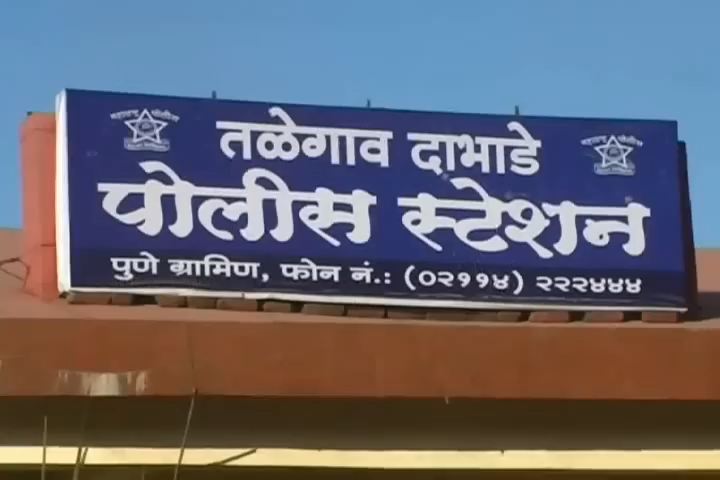 तळेगाव दाभाडे
पोलीस स्टेशन
पुणे ग्रामिण, फोन नं.: (०२११४) २२२४४४